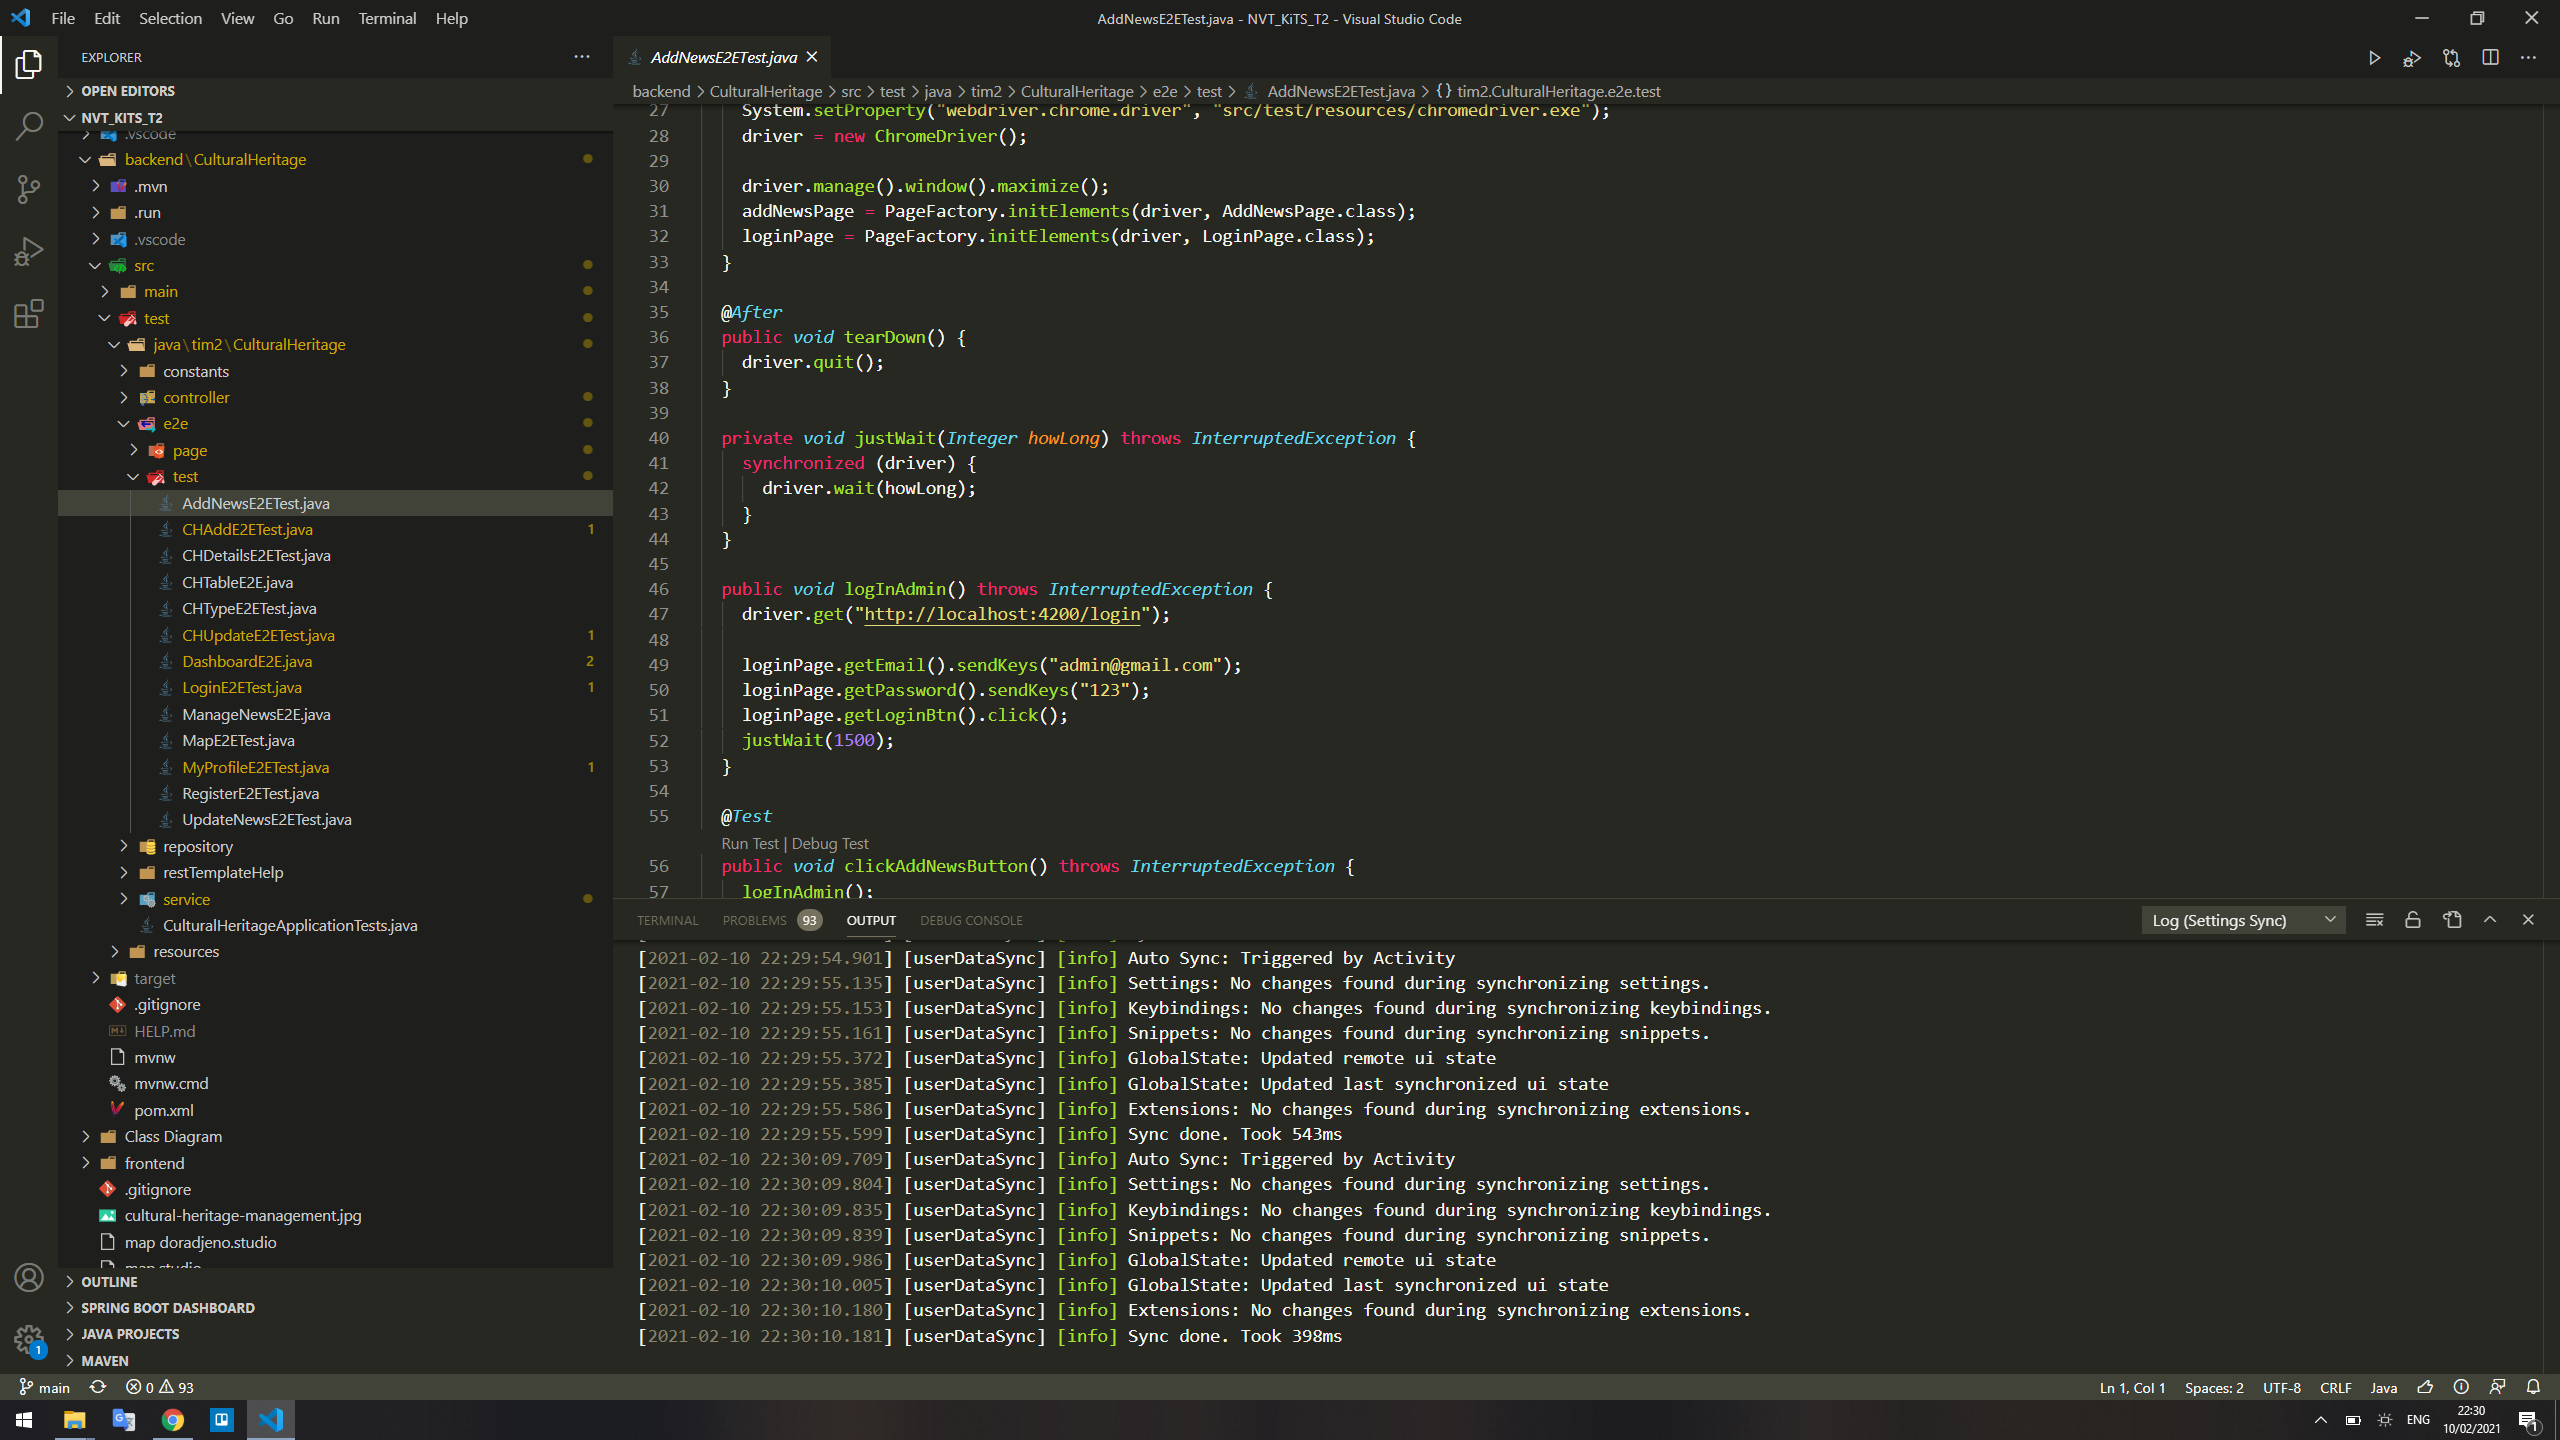 File Edit Selection View Go Run Terminal Help
AddNewsE2ETest.java - NVT_KiTS_T2 - Visual Studio Code
EXPLORER
OPEN EDITORS
NVT_KITS_T2
.vscode
backend\CulturalHeritage
.mvn
.run
.vscode
src
main
test
java\tim2\CulturalHeritage
constants
controller
e2e
page
test
AddNewsE2ETest.java
CHAddE2ETest.java 1
CHDetailsE2ETest.java
CHTableE2E.java
CHTypeE2ETest.java
CHUpdateE2ETest.java 1
DashboardE2E.java 2
LoginE2ETest.java 1
ManageNewsE2E.java
MapE2ETest.java
MyProfileE2ETest.java 1
RegisterE2ETest.java
UpdateNewsE2ETest.java
repository
restTemplateHelp
service
CulturalHeritageApplicationTests.java
resources
target
.gitignore
HELP.md
mvnw
mvnw.cmd
pom.xml
Class Diagram
frontend
.gitignore
cultural-heritage-management.jpg
map doradjeno.studio
map.studio
OUTLINE
SPRING BOOT DASHBOARD
JAVA PROJECTS
MAVEN
1
AddNewsE2ETest.java
backend > CulturalHeritage > src > test > java > tim2 > CulturalHeritage > e2e > test > AddNewsE2ETest.java > {} tim2.CulturalHeritage.e2e.test
27 System.setProperty("webdriver.chrome.driver", "src/test/resources/chromedriver.exe");
28 driver = new ChromeDriver();
29
30 driver.manage().window().maximize();
31 addNewsPage = PageFactory.initElements(driver, AddNewsPage.class);
32 loginPage = PageFactory.initElements(driver, LoginPage.class);
33 }
34
35 @After
36 public void tearDown() {
37 driver.quit();
38 }
39
40 private void justWait(Integer howLong) throws InterruptedException {
41 synchronized (driver) {
42 driver.wait(howLong);
43 }
44 }
45
46 public void logInAdmin() throws InterruptedException {
47 driver.get("http://localhost:4200/login");
48
49 loginPage.getEmail().sendKeys("admin@gmail.com");
50 loginPage.getPassword().sendKeys("123");
51 loginPage.getLoginBtn().click();
52 justWait(1500);
53 }
54
55 @Test
Run Test | Debug Test
56 public void clickAddNewsButton() throws InterruptedException {
57 logInAdmin();
TERMINAL PROBLEMS 93 OUTPUT DEBUG CONSOLE
Log (Settings Sync)
[2021-02-10 22:29:54.901] [userDataSync] [info] Auto Sync: Triggered by Activity
[2021-02-10 22:29:55.135] [userDataSync] [info] Settings: No changes found during synchronizing settings.
[2021-02-10 22:29:55.153] [userDataSync] [info] Keybindings: No changes found during synchronizing keybindings.
[2021-02-10 22:29:55.161] [userDataSync] [info] Snippets: No changes found during synchronizing snippets.
[2021-02-10 22:29:55.372] [userDataSync] [info] GlobalState: Updated remote ui state
[2021-02-10 22:29:55.385] [userDataSync] [info] GlobalState: Updated last synchronized ui state
[2021-02-10 22:29:55.586] [userDataSync] [info] Extensions: No changes found during synchronizing extensions.
[2021-02-10 22:29:55.599] [userDataSync] [info] Sync done. Took 543ms
[2021-02-10 22:30:09.709] [userDataSync] [info] Auto Sync: Triggered by Activity
[2021-02-10 22:30:09.804] [userDataSync] [info] Settings: No changes found during synchronizing settings.
[2021-02-10 22:30:09.835] [userDataSync] [info] Keybindings: No changes found during synchronizing keybindings.
[2021-02-10 22:30:09.839] [userDataSync] [info] Snippets: No changes found during synchronizing snippets.
[2021-02-10 22:30:09.986] [userDataSync] [info] GlobalState: Updated remote ui state
[2021-02-10 22:30:10.005] [userDataSync] [info] GlobalState: Updated last synchronized ui state
[2021-02-10 22:30:10.180] [userDataSync] [info] Extensions: No changes found during synchronizing extensions.
[2021-02-10 22:30:10.181] [userDataSync] [info] Sync done. Took 398ms
main 0 93
Ln 1, Col 1 Spaces: 2 UTF-8 CRLF Java
ENG
22:30
10/02/2021
1